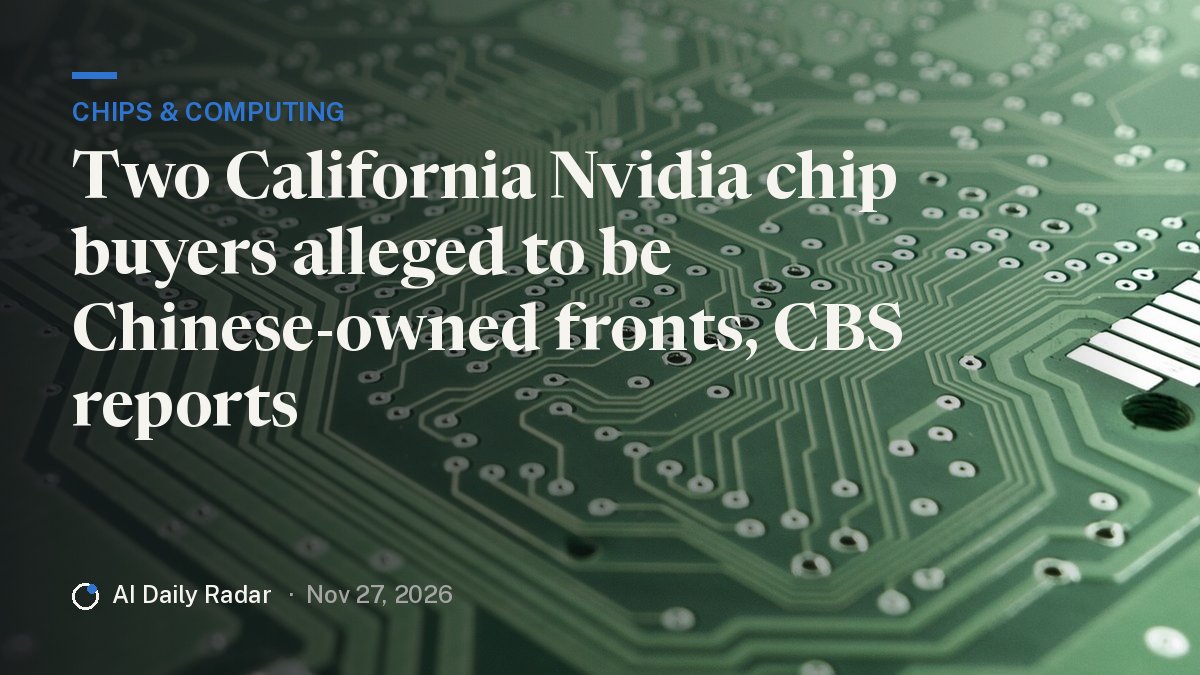 CHIPS & COMPUTING
Two California Nvidia chip
buyers alleged to be
Chinese-owned fronts, CBS
reports
AI Daily Radar · Nov 27, 2026